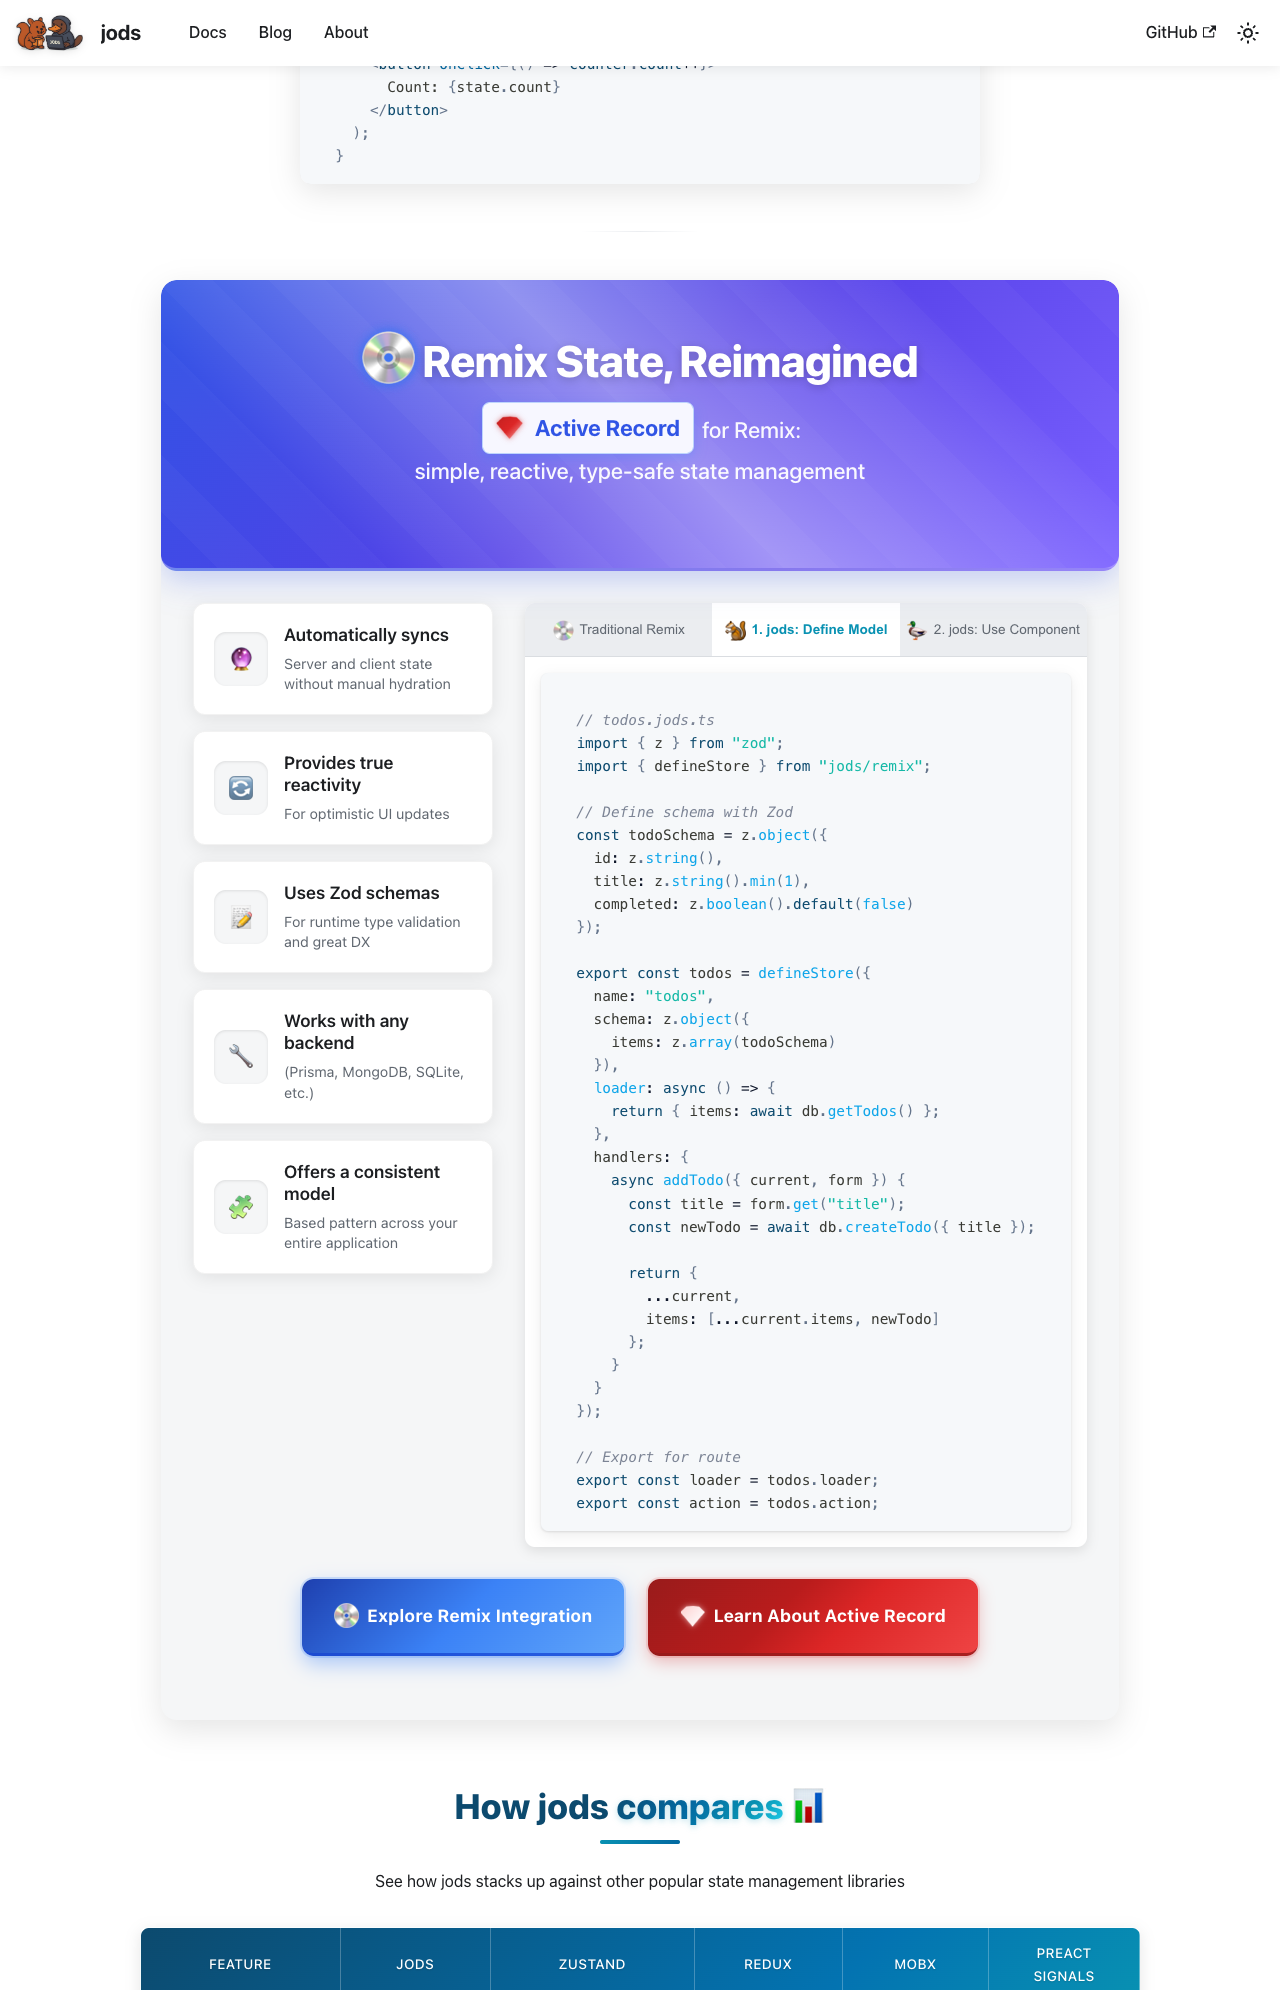 jods
Docs
Blog
About
GitHub
<button onClick={() => counter.count++}>
Count: {state.count}
</button>
);
}
Remix State, Reimagined
Active Record for Remix:
simple, reactive, type-safe state management
Automatically syncs
Server and client state
without manual hydration
Provides true
reactivity
For optimistic UI updates
Uses Zod schemas
For runtime type validation
and great DX
Works with any
backend
(Prisma, MongoDB, SQLite,
etc.)
Offers a consistent
model
Based pattern across your
entire application
Traditional Remix
1. jods: Define Model
2. jods: Use Component
// todos.jods.ts
import { z } from "zod";
import { defineStore } from "jods/remix";
// Define schema with Zod
const todoSchema = z.object({
id: z.string(),
title: z.string().min(1),
completed: z.boolean().default(false)
});
export const todos = defineStore({
name: "todos",
schema: z.object({
items: z.array(todoSchema)
}),
loader: async () => {
return { items: await db.getTodos() };
},
handlers: {
async addTodo({ current, form }) {
const title = form.get("title");
const newTodo = await db.createTodo({ title });
return {
...current,
items: [...current.items, newTodo]
};
}
}
});
// Export for route
export const loader = todos.loader;
export const action = todos.action;
Explore Remix Integration
Learn About Active Record
How jods compares
See how jods stacks up against other popular state management libraries
FEATURE
JODS
ZUSTAND
REDUX
MOBX
PREACT
SIGNALS